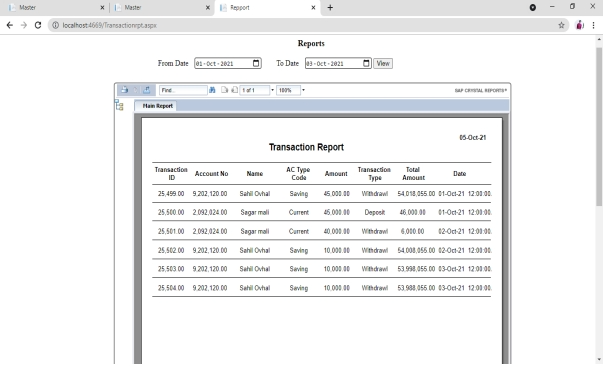 Master
Master
Repport
localhost:4669/Transactionrpt.aspx
Reports
From Date 01-Oct-2021 To Date 03-Oct-2021 View
Find... 1 of 1 100% SAP CRYSTAL REPORTS®
Main Report
05-Oct-21
Transaction Report
Transaction ID Account No Name AC Type Code Amount Transaction Type Total Amount Date
25,499.00 9,202,120.00 Sahil Ovhal Saving 45,000.00 Withdrawl 54,018,055.00 01-Oct-21 12:00:00.
25,500.00 2,092,024.00 Sagar mali Current 45,000.00 Deposit 46,000.00 01-Oct-21 12:00:00.
25,501.00 2,092,024.00 Sagar mali Current 40,000.00 Withdrawl 6,000.00 02-Oct-21 12:00:00.
25,502.00 9,202,120.00 Sahil Ovhal Saving 10,000.00 Withdrawl 54,008,055.00 02-Oct-21 12:00:00.
25,503.00 9,202,120.00 Sahil Ovhal Saving 10,000.00 Withdrawl 53,998,055.00 03-Oct-21 12:00:00.
25,504.00 9,202,120.00 Sahil Ovhal Saving 10,000.00 Withdrawl 53,988,055.00 03-Oct-21 12:00:00.